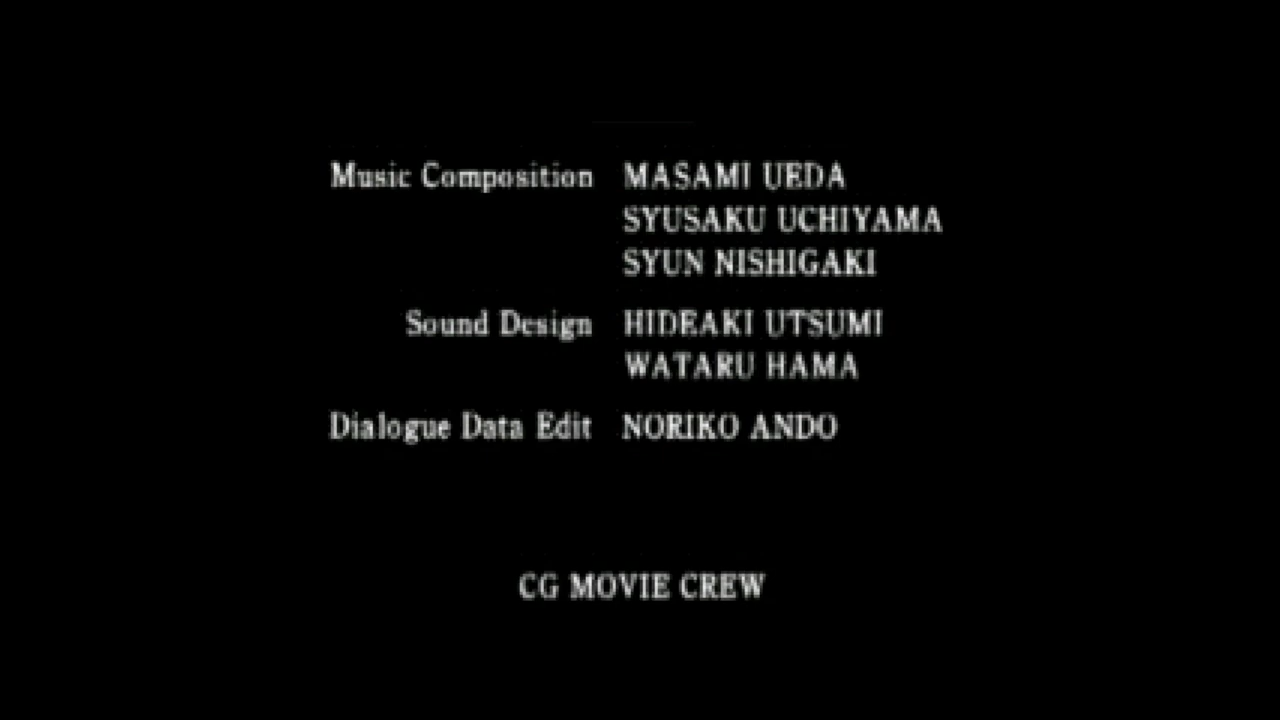 Music Composition MASAMI UEDA
SYUSAKU UCHIYAMA
SYUN NISHIGAKI
Sound Design HIDEAKI UTSUMI
WATARU HAMA
Dialogue Data Edit NORIKO ANDO
CG MOVIE CREW